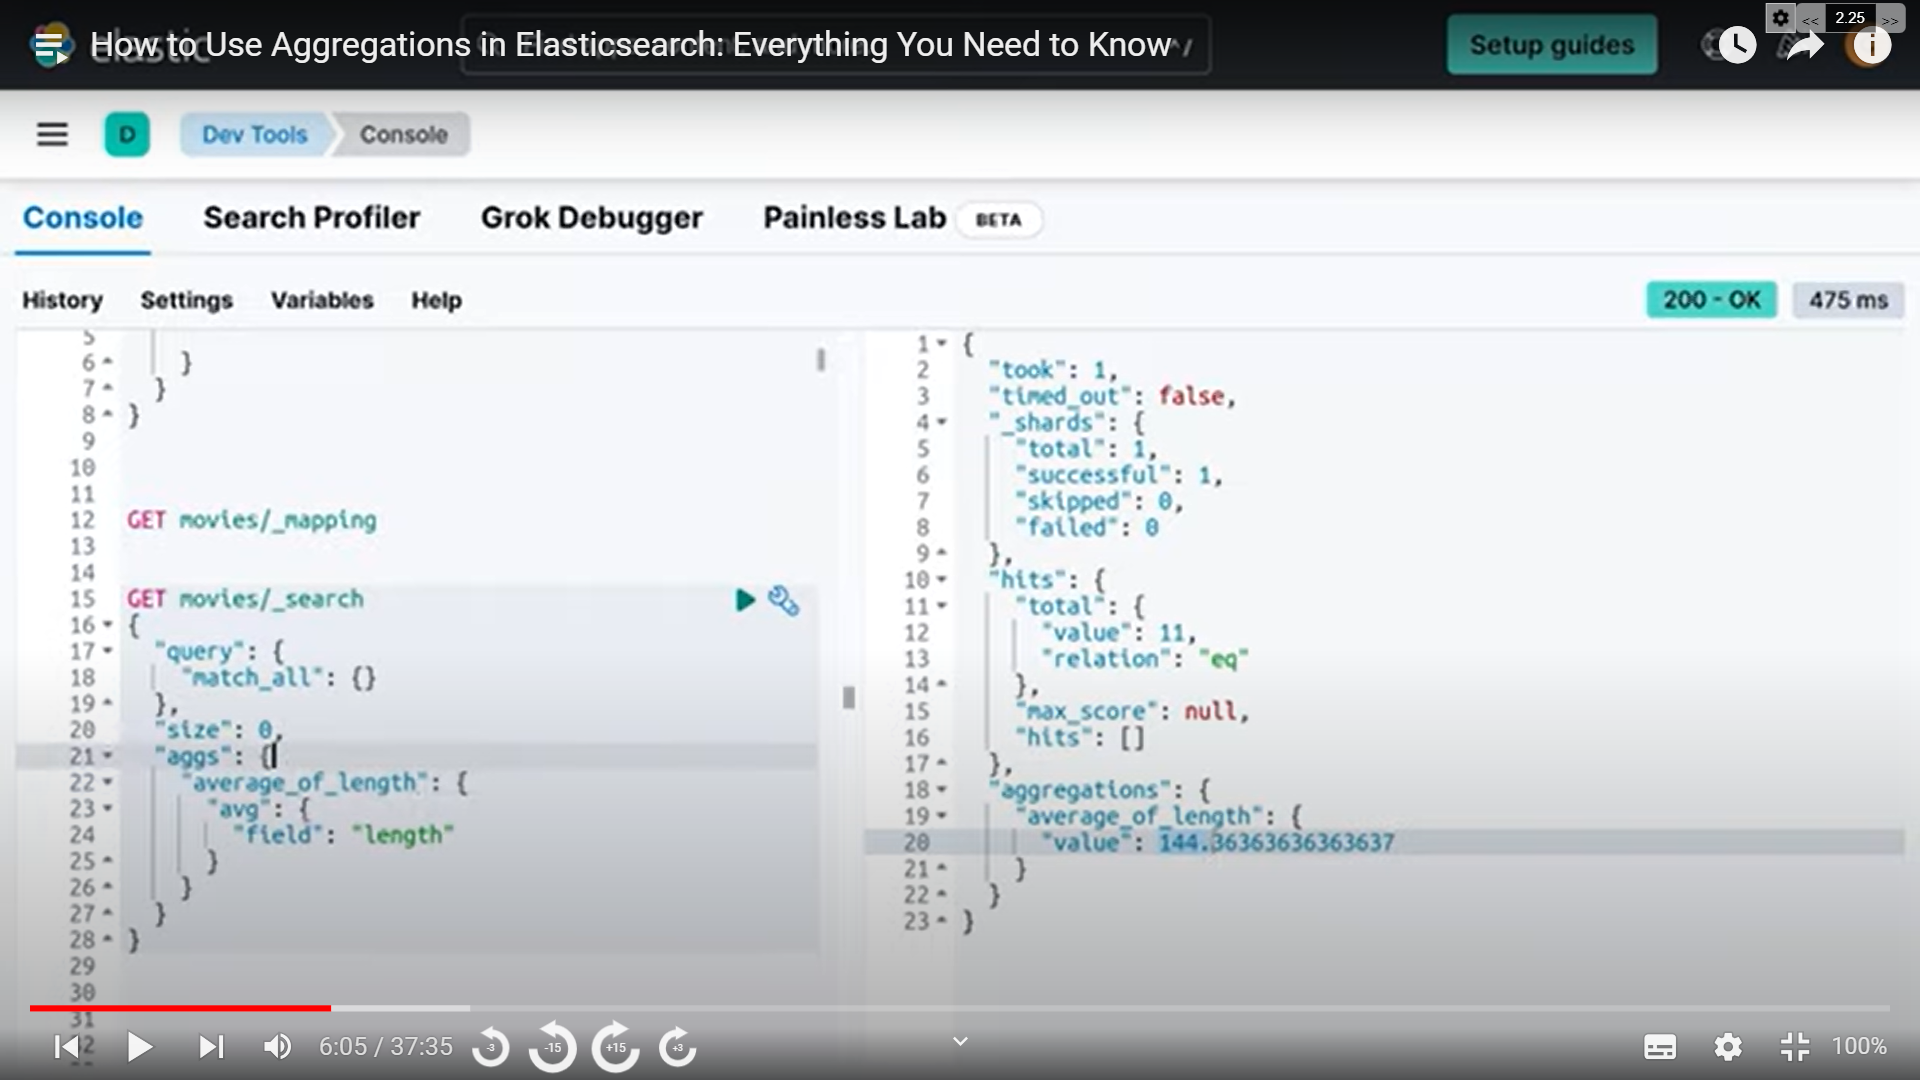 << 2.25 >>
How to Use Aggregations in Elasticsearch: Everything You Need to Know
elastic
/
Setup guides
D
Dev Tools
Console
Console
Search Profiler
Grok Debugger
Painless Lab
BETA
History
Settings
Variables
Help
200 - OK
475 ms
5
6 }
7 }
8 }
9
10
11
12 GET movies/_mapping
13
14
15 GET movies/_search
16 {
17 "query": {
18 "match_all": {}
19 },
20 "size": 0,
21 "aggs": {
22 "average_of_length": {
23 "avg": {
24 "field": "length"
25 }
26 }
27 }
28 }
29
30
31
1 {
2 "took": 1,
3 "timed_out": false,
4 "_shards": {
5 "total": 1,
6 "successful": 1,
7 "skipped": 0,
8 "failed": 0
9 },
10 "hits": {
11 "total": {
12 "value": 11,
13 "relation": "eq"
14 },
15 "max_score": null,
16 "hits": []
17 },
18 "aggregations": {
19 "average_of_length": {
20 "value": 144.36363636363637
21 }
22 }
23 }
6:05 / 37:35
-3
-15
+15
+3
100%